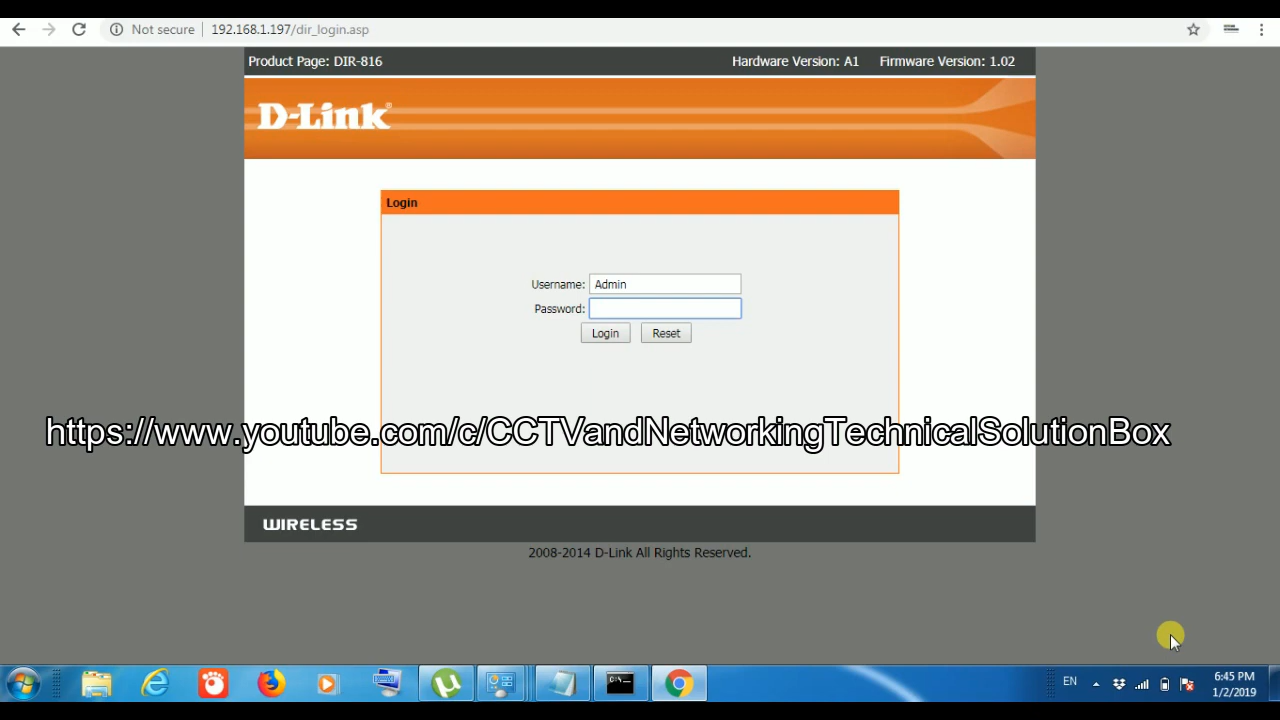 Not secure 192.168.1.197/dir_login.asp
Product Page: DIR-816 Hardware Version: A1 Firmware Version: 1.02
D-Link®
Login
Username: Admin
Password:
Login Reset
https://www.youtube.com/c/CCTVandNetworkingTechnicalSolutionBox
WIRELESS
2008-2014 D-Link All Rights Reserved.
EN 6:45 PM
1/2/2019